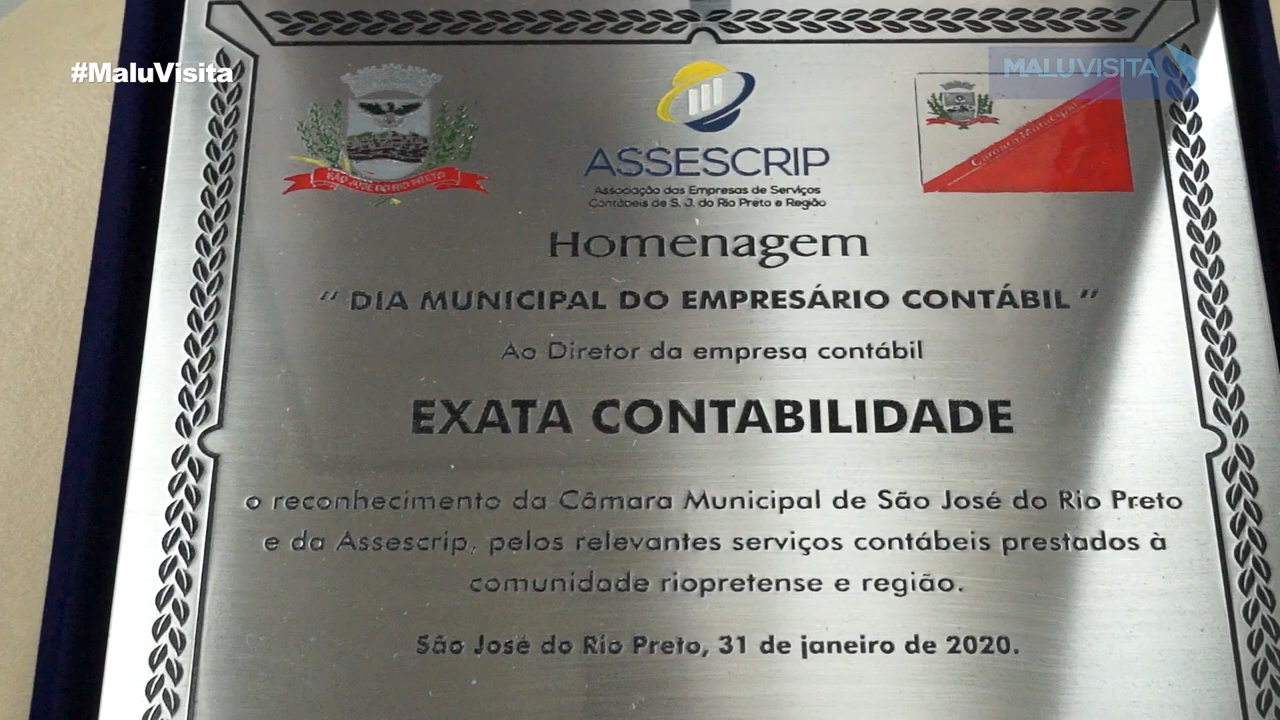 #MaluVisita
MALUVISITA
SÃO JOSÉ DO RIO PRETO
ASSESCRIP
Associação das Empresas de Serviços
Contábeis de S. J. do Rio Preto e Região
Câmara Municipal
Homenagem
“ DIA MUNICIPAL DO EMPRESÁRIO CONTÁBIL ”
Ao Diretor da empresa contábil
EXATA CONTABILIDADE
o reconhecimento da Câmara Municipal de São José do Rio Preto
e da Assescrip, pelos relevantes serviços contábeis prestados à
comunidade riopretense e região.
São José do Rio Preto, 31 de janeiro de 2020.